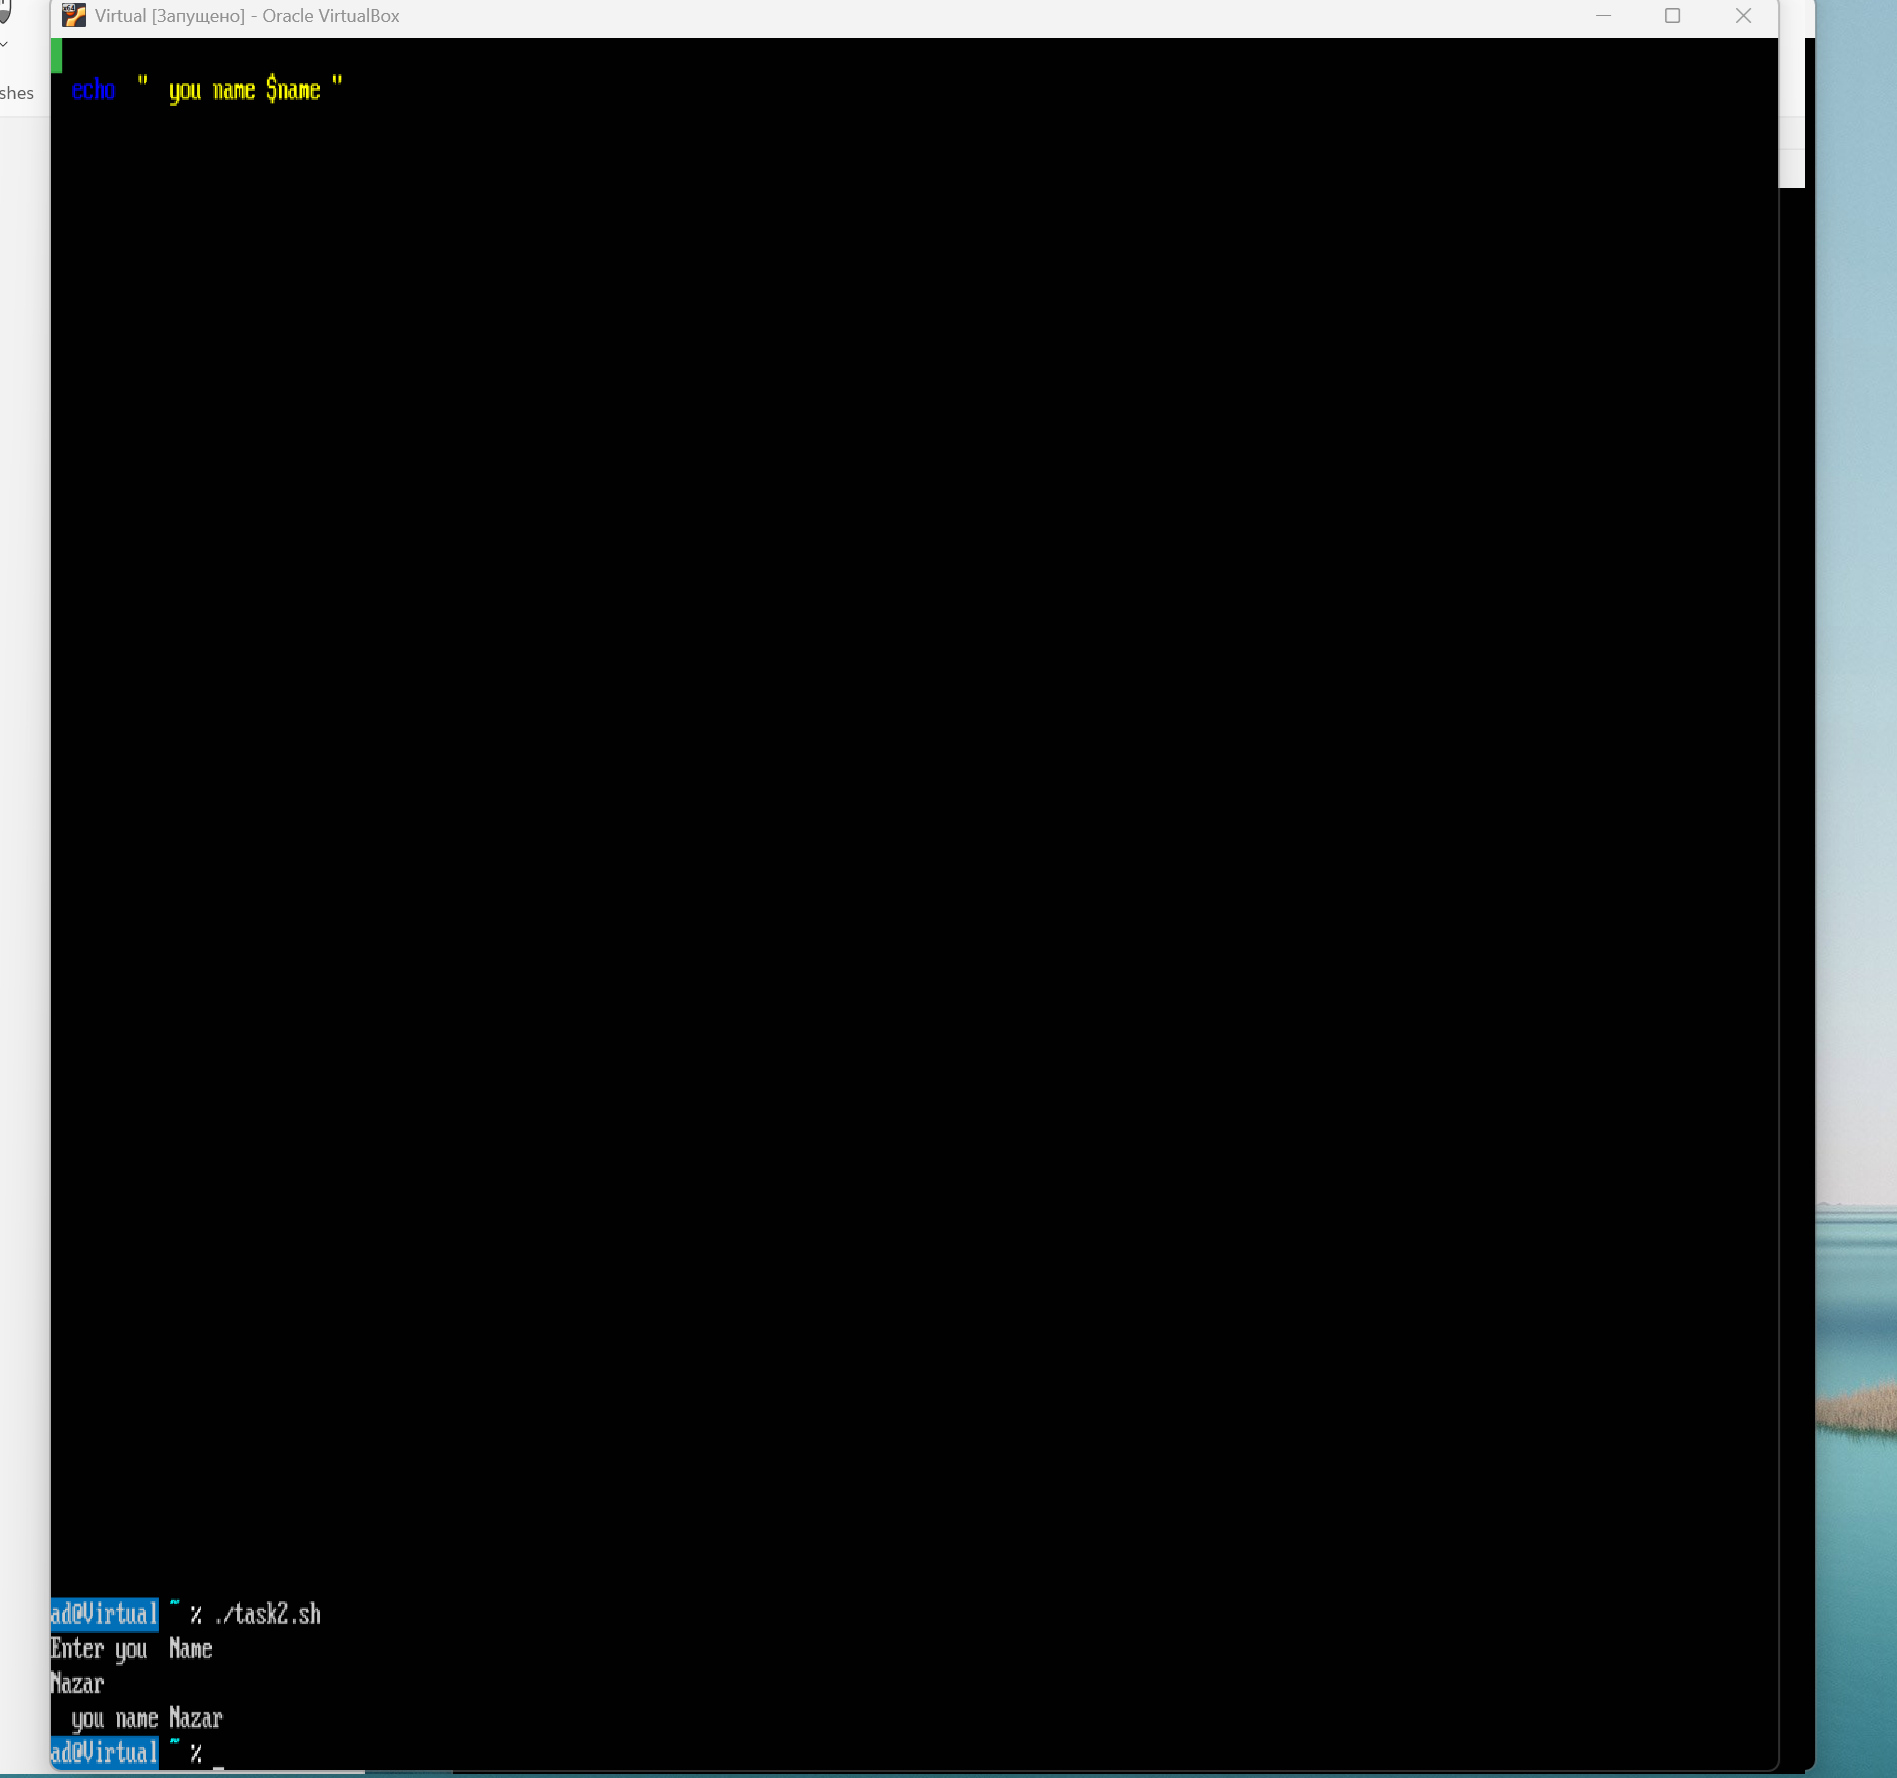 Virtual [Запущено] - Oracle VirtualBox
shes
echo  "  you name $name "
ad@Virtual ~ % ./task2.sh
Enter you  Name
Nazar
  you name Nazar
ad@Virtual ~ % _